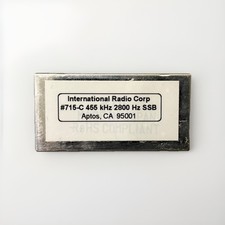 International Radio Corp
#715-C 455 kHz 2800 Hz SSB
Aptos, CA 95001